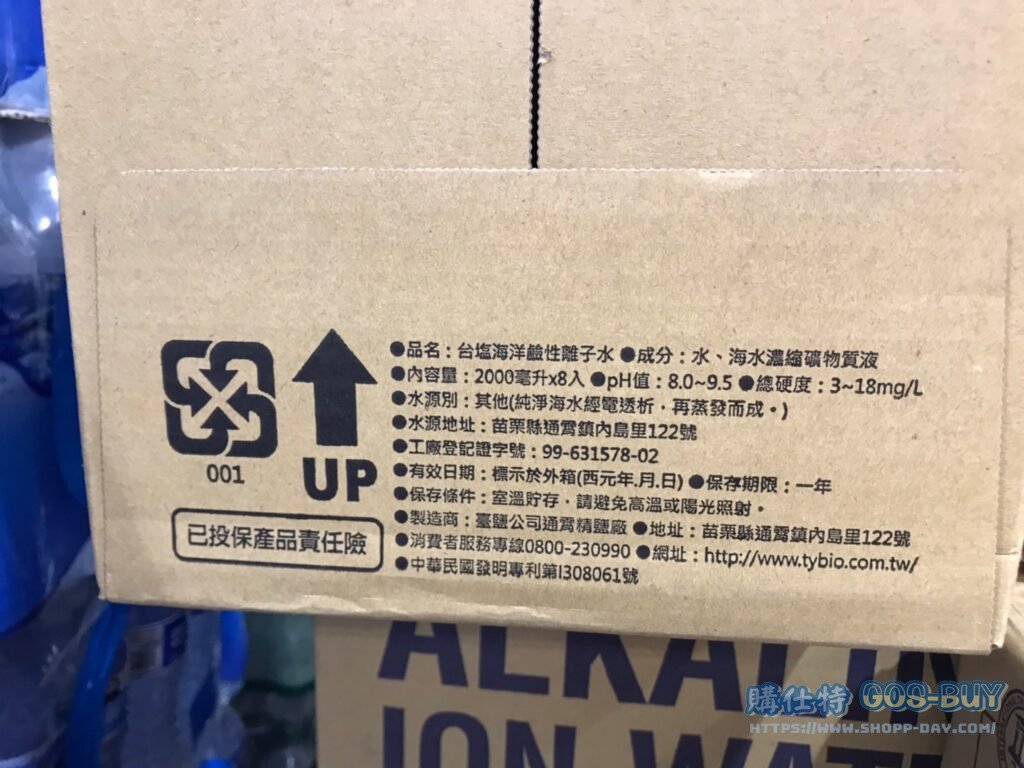 ●品名：台塩海洋鹼性離子水 ●成分：水、海水濃縮礦物質液
●內容量：2000毫升x8入 ●pH值：8.0~9.5 ●總硬度：3~18mg/L
●水源別：其他(純淨海水經電透析，再蒸發而成。)
●水源地址：苗栗縣通霄鎮內島里122號
●工廠登記證字號：99-631578-02
●有效日期：標示於外箱(西元年.月.日) ●保存期限：一年
●保存條件：室溫貯存，請避免高溫或陽光照射。
●製造商：臺鹽公司通霄精鹽廠 ●地址：苗栗縣通霄鎮內島里122號
●消費者服務專線0800-230990 ●網址：http://www.tybio.com.tw/
●中華民國發明專利第I308061號
001
UP
已投保產品責任險
ALKALIN
ION WAT
購仕特 GOS-BUY
HTTPS://WWW.SHOPP-DAY.COM/